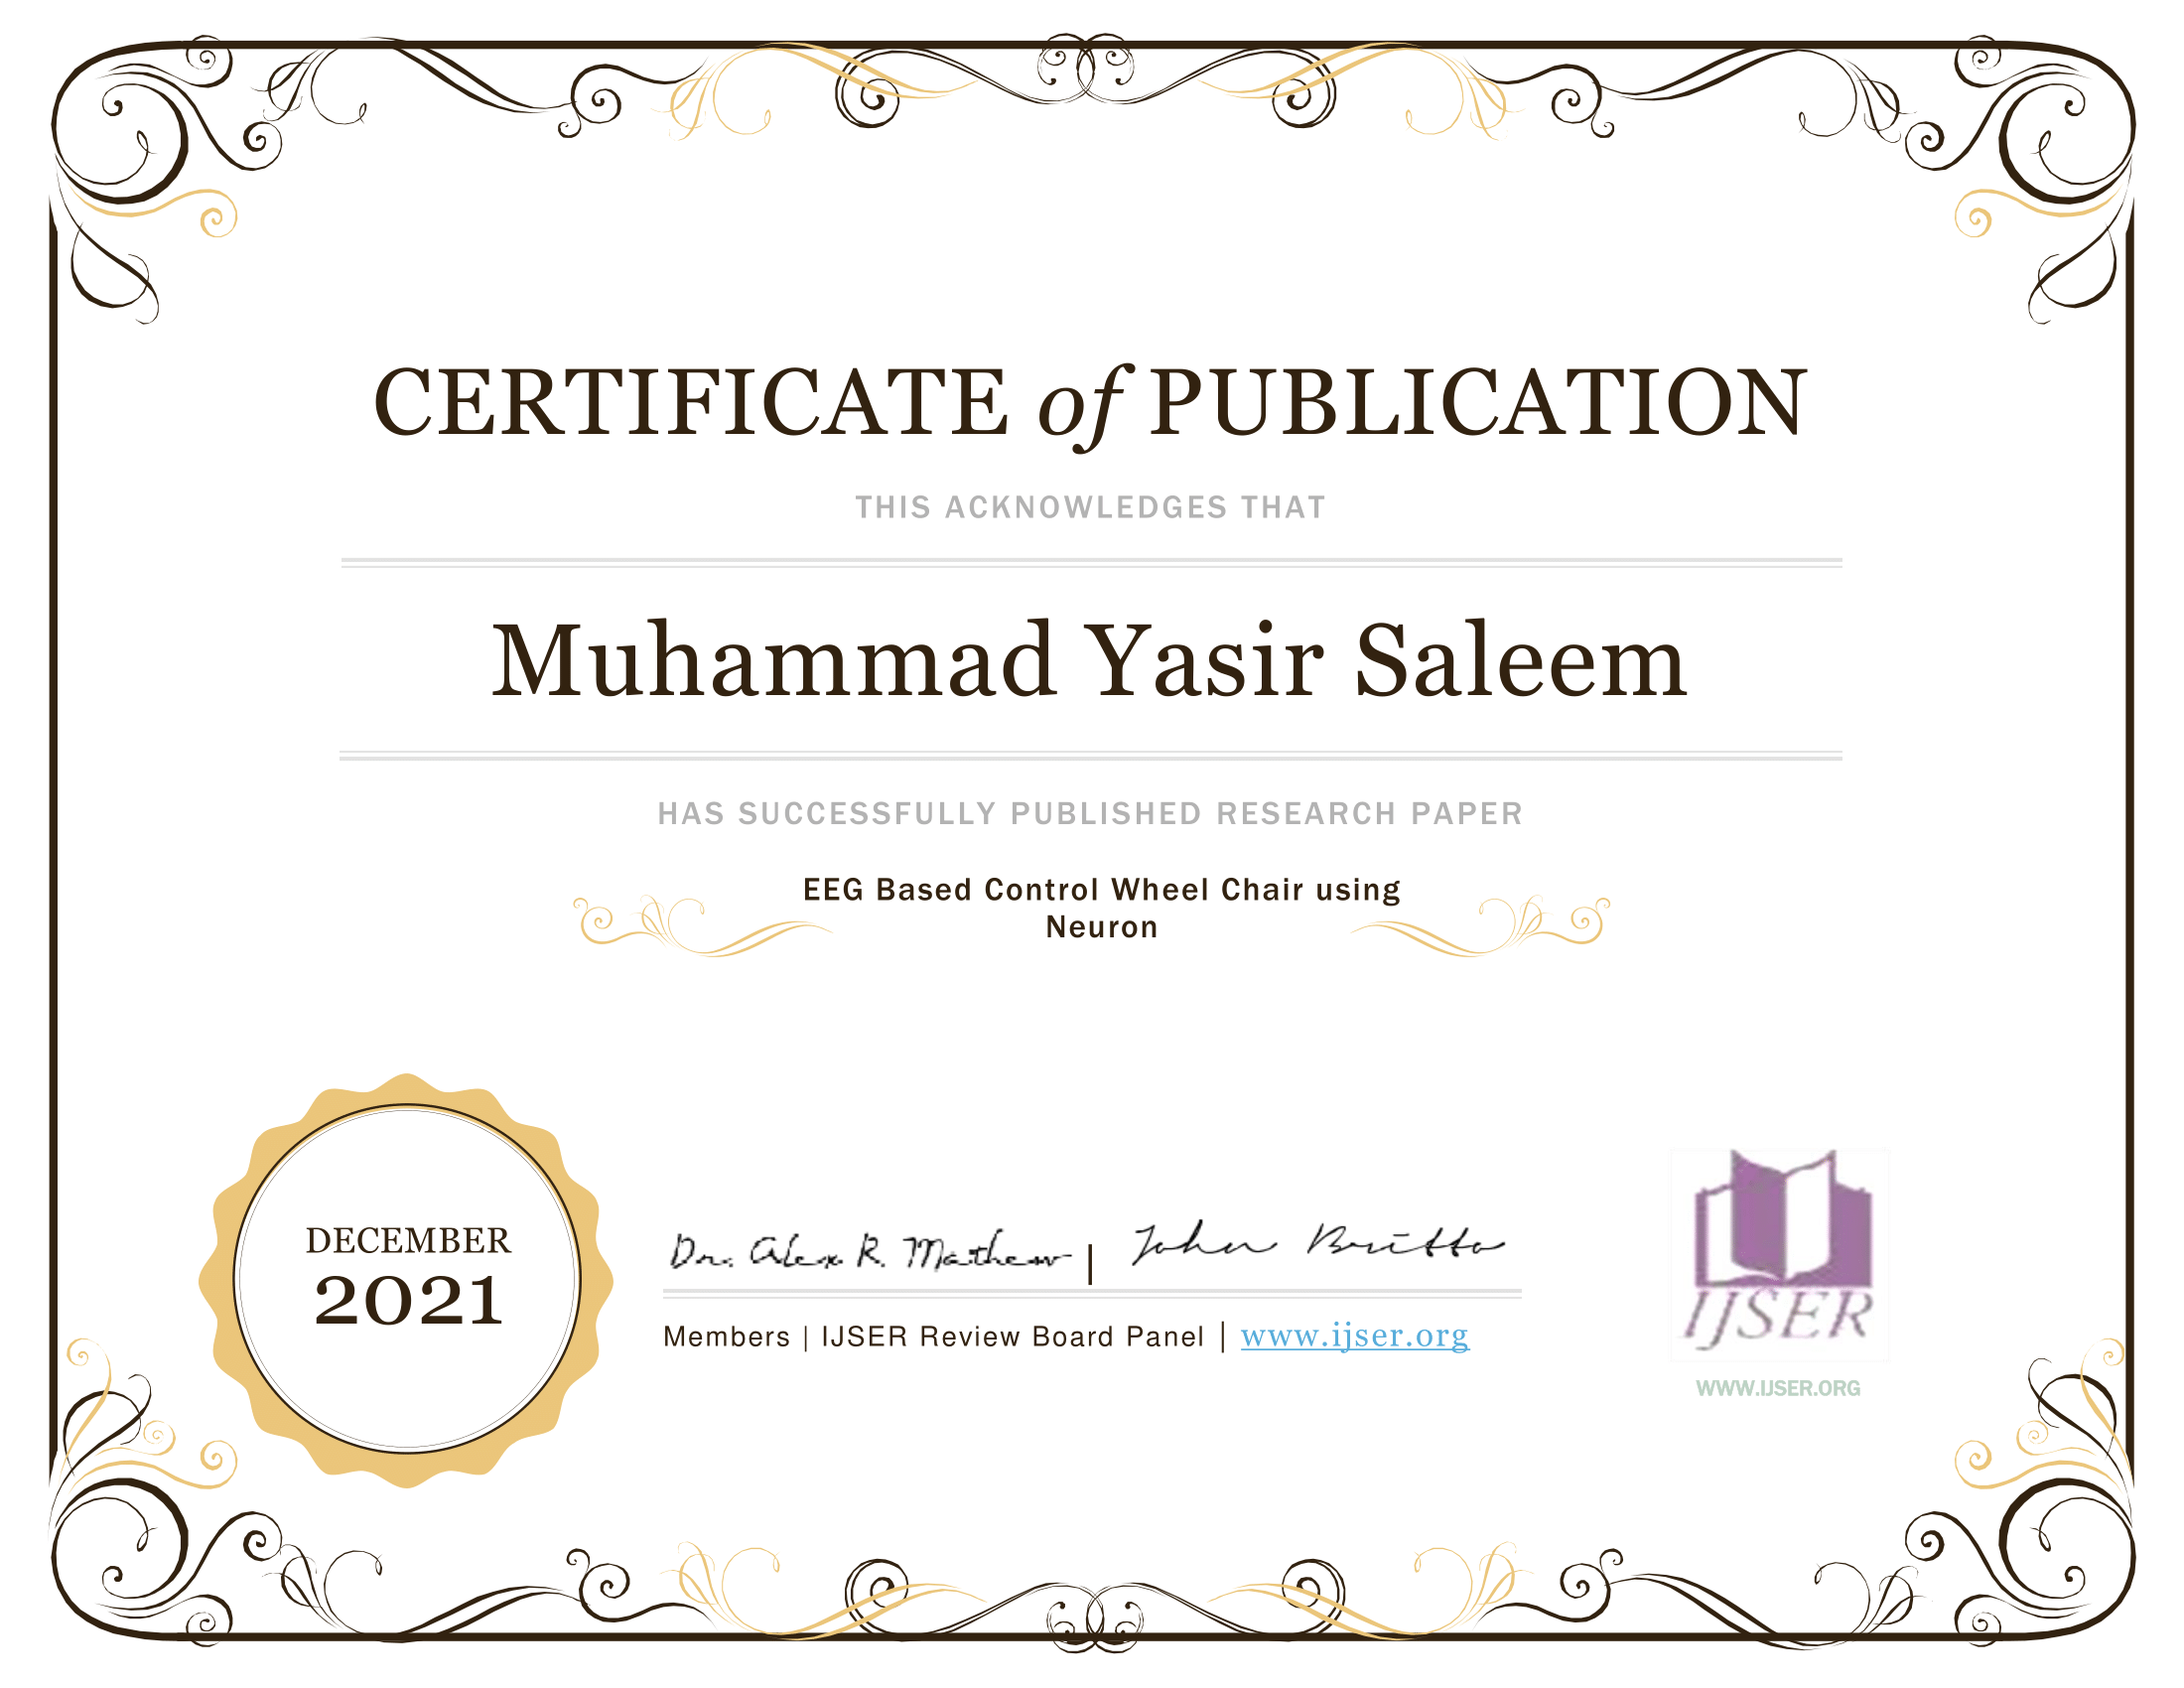 CERTIFICATE of PUBLICATION
THIS ACKNOWLEDGES THAT
Muhammad Yasir Saleem
HAS SUCCESSFULLY PUBLISHED RESEARCH PAPER
EEG Based Control Wheel Chair using
Neuron
DECEMBER
2021
Dr. Alex R. Mathew | John Britto
Members | IJSER Review Board Panel | www.ijser.org
IJSER
WWW.IJSER.ORG